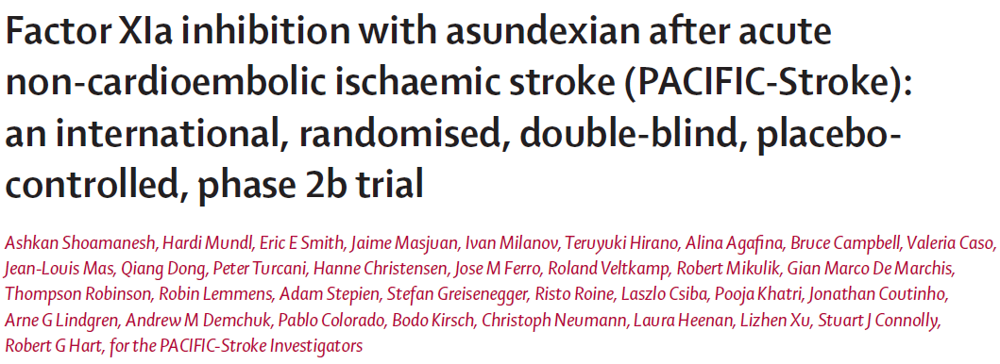 Factor XIa inhibition with asundexian after acute
non-cardioembolic ischaemic stroke (PACIFIC-Stroke):
an international, randomised, double-blind, placebo-
controlled, phase 2b trial
Ashkan Shoamanesh, Hardi Mundl, Eric E Smith, Jaime Masjuan, Ivan Milanov, Teruyuki Hirano, Alina Agafina, Bruce Campbell, Valeria Caso,
Jean-Louis Mas, Qiang Dong, Peter Turcani, Hanne Christensen, Jose M Ferro, Roland Veltkamp, Robert Mikulik, Gian Marco De Marchis,
Thompson Robinson, Robin Lemmens, Adam Stepien, Stefan Greisenegger, Risto Roine, Laszlo Csiba, Pooja Khatri, Jonathan Coutinho,
Arne G Lindgren, Andrew M Demchuk, Pablo Colorado, Bodo Kirsch, Christoph Neumann, Laura Heenan, Lizhen Xu, Stuart J Connolly,
Robert G Hart, for the PACIFIC-Stroke Investigators